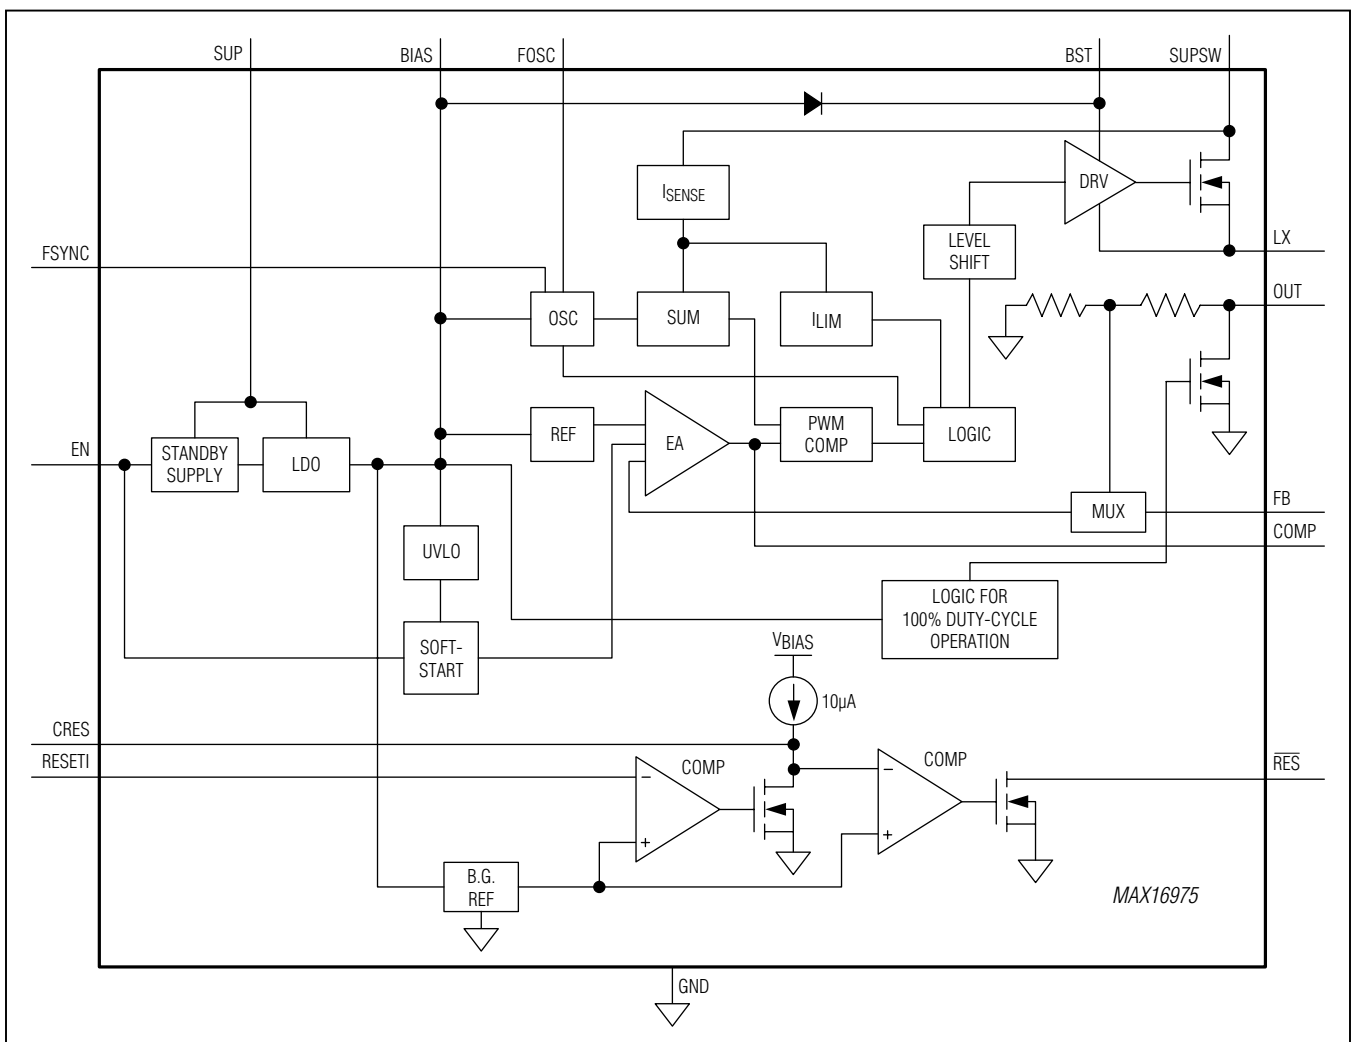 SUP
BIAS
FOSC
BST
SUPSW
ISENSE
DRV
LEVEL
SHIFT
LX
FSYNC
OUT
OSC
SUM
ILIM
EN
STANDBY
SUPPLY
LDO
REF
EA
PWM
COMP
LOGIC
MUX
FB
COMP
UVLO
LOGIC FOR
100% DUTY-CYCLE
OPERATION
SOFT-
START
VBIAS
10µA
CRES
RESETI
COMP
COMP
RES
-
+
-
+
B.G.
REF
MAX16975
GND